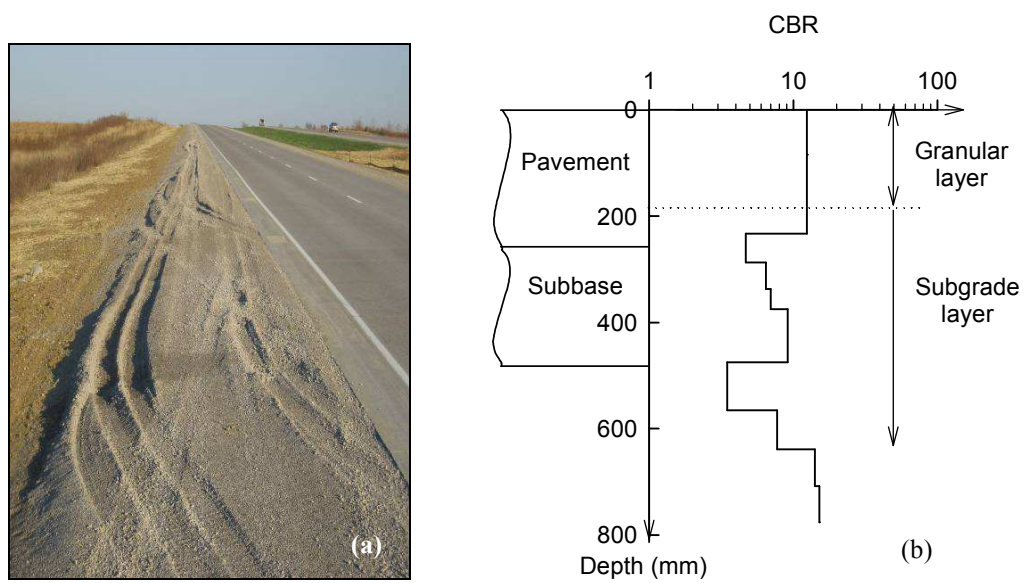 (a)
CBR
1 10 100
0
200
400
600
800
Depth (mm)
Pavement
Subbase
Granular
layer
Subgrade
layer
(b)